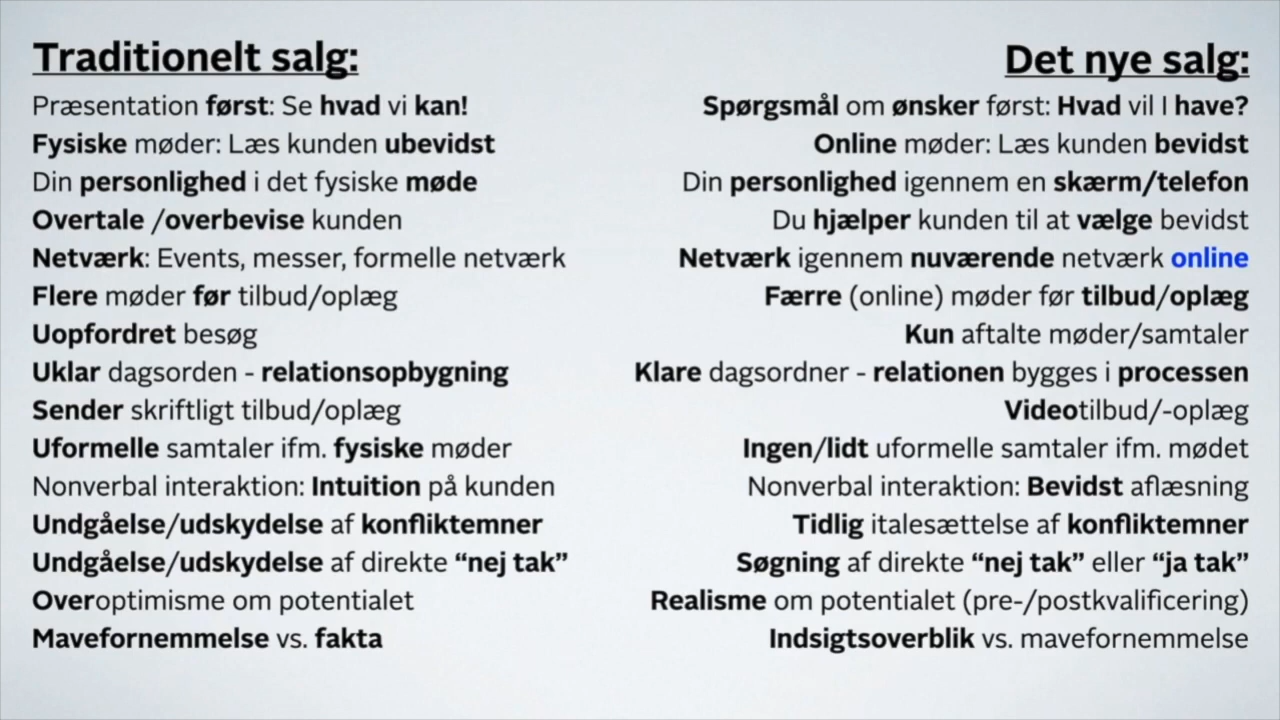 Traditionelt salg:
Præsentation først: Se hvad vi kan!
Fysiske møder: Læs kunden ubevidst
Din personlighed i det fysiske møde
Overtale /overbevise kunden
Netværk: Events, messer, formelle netværk
Flere møder før tilbud/oplæg
Uopfordret besøg
Uklar dagsorden - relationsopbygning
Sender skriftligt tilbud/oplæg
Uformelle samtaler ifm. fysiske møder
Nonverbal interaktion: Intuition på kunden
Undgåelse/udskydelse af konfliktemner
Undgåelse/udskydelse af direkte “nej tak”
Overoptimisme om potentialet
Mavefornemmelse vs. fakta
Det nye salg:
Spørgsmål om ønsker først: Hvad vil I have?
Online møder: Læs kunden bevidst
Din personlighed igennem en skærm/telefon
Du hjælper kunden til at vælge bevidst
Netværk igennem nuværende netværk online
Færre (online) møder før tilbud/oplæg
Kun aftalte møder/samtaler
Klare dagsordner - relationen bygges i processen
Videotilbud/-oplæg
Ingen/lidt uformelle samtaler ifm. mødet
Nonverbal interaktion: Bevidst aflæsning
Tidlig italesættelse af konfliktemner
Søgning af direkte “nej tak” eller “ja tak”
Realisme om potentialet (pre-/postkvalificering)
Indsigtsoverblik vs. mavefornemmelse